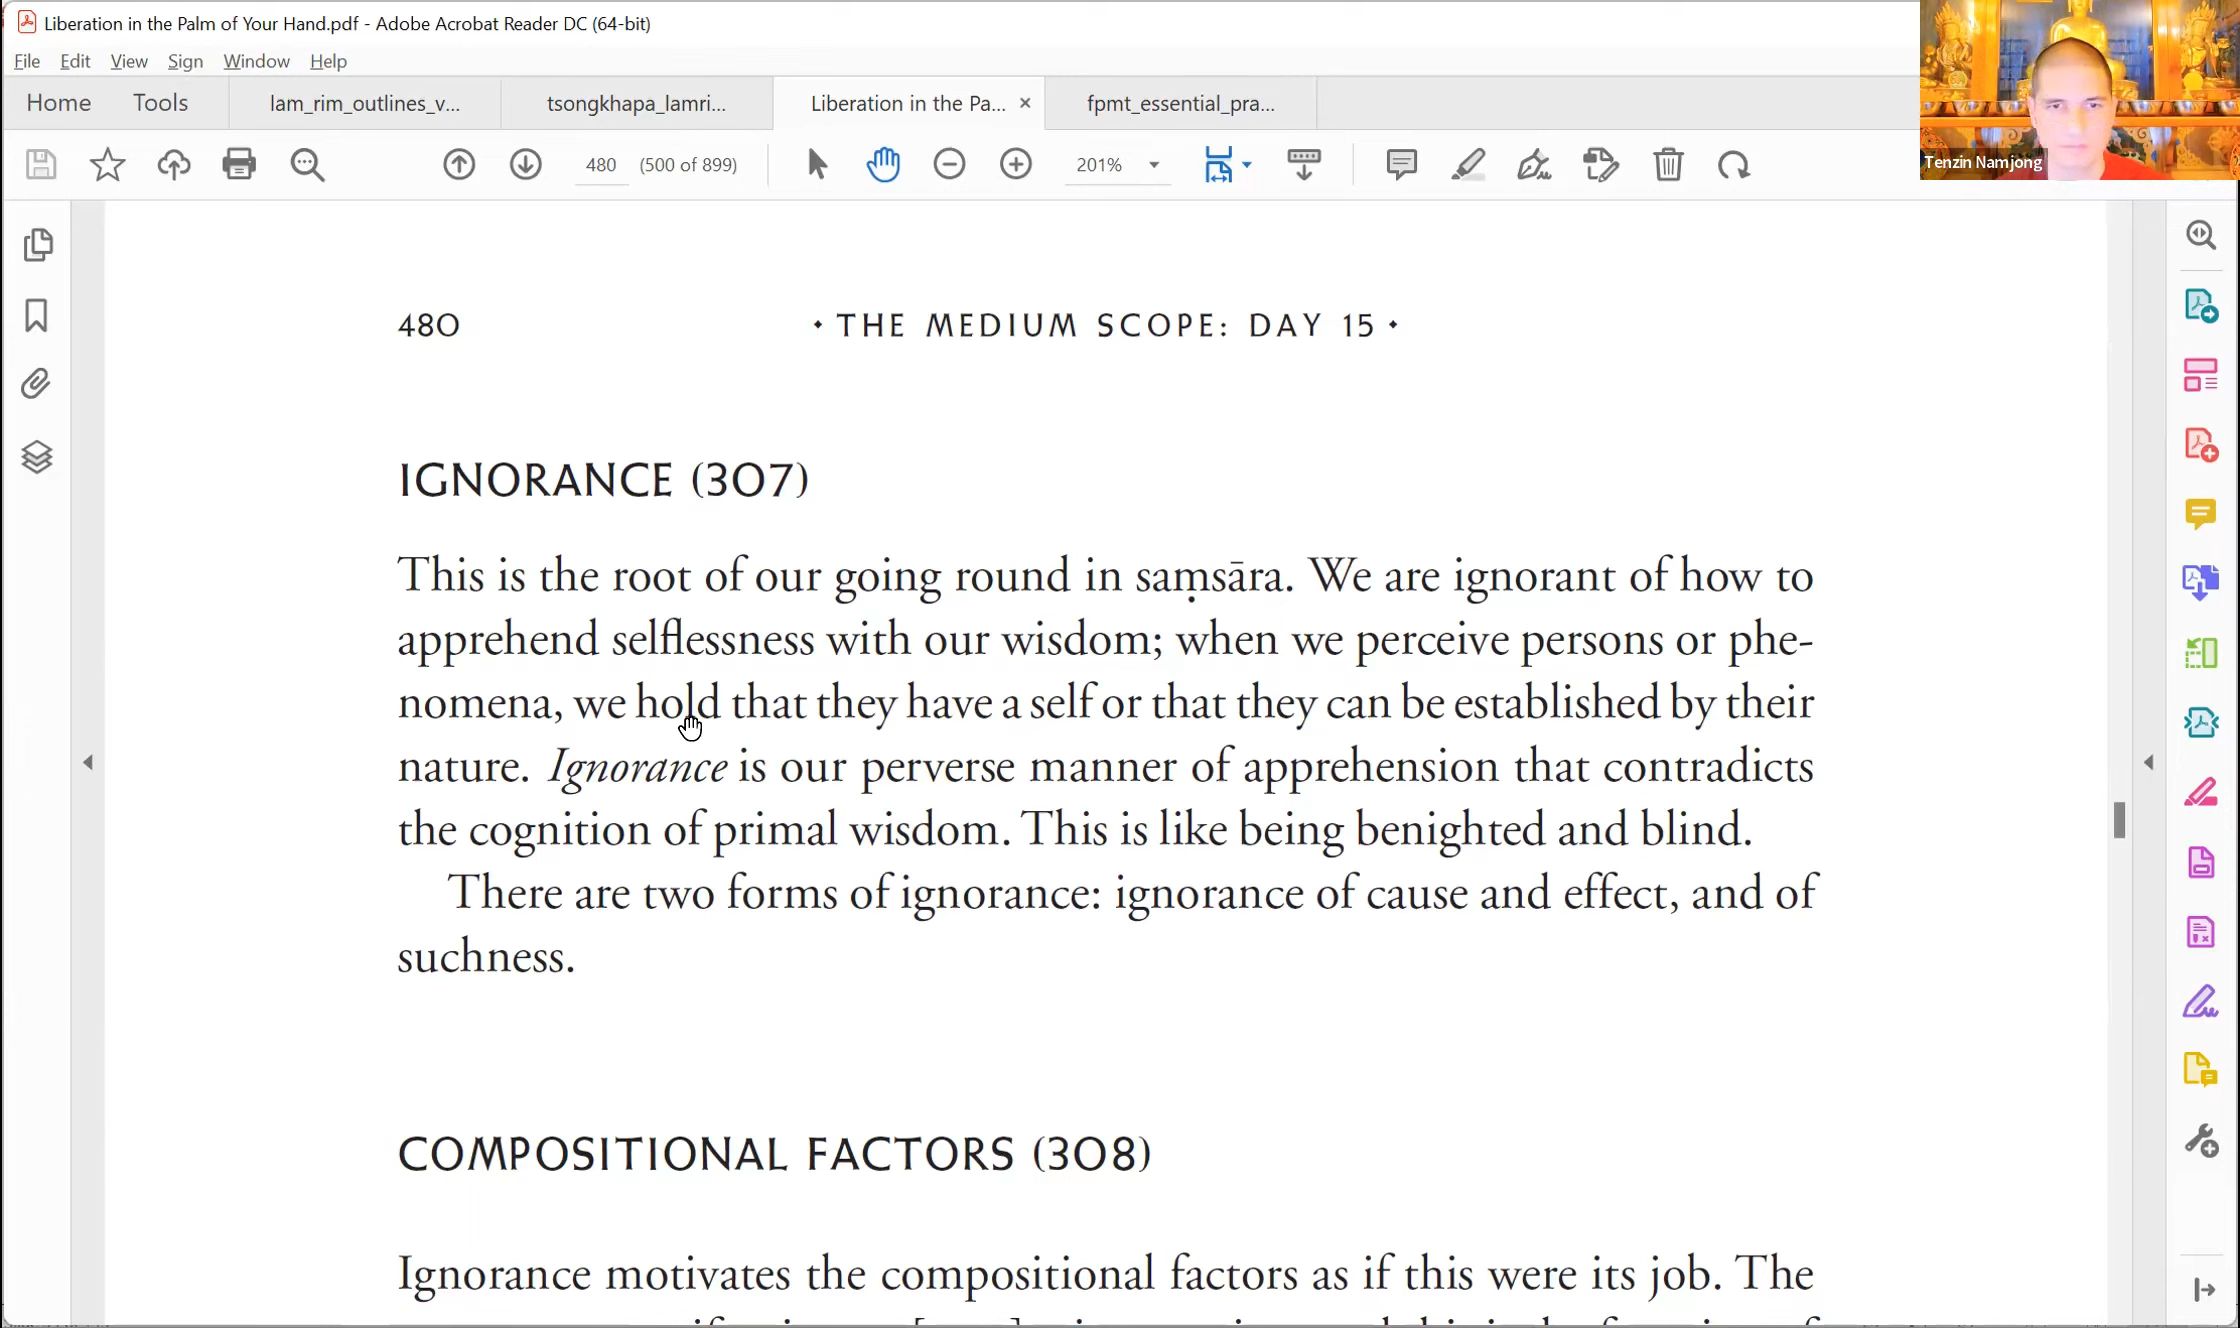 Liberation in the Palm of Your Hand.pdf - Adobe Acrobat Reader DC (64-bit)
File Edit View Sign Window Help
Home Tools lam_rim_outlines_v... tsongkhapa_lamri... Liberation in the Pa... × fpmt_essential_pra...
480 (500 of 899) 201%
Tenzin Namjong
480 • THE MEDIUM SCOPE: DAY 15 •
IGNORANCE (307)
This is the root of our going round in saṃsāra. We are ignorant of how to
apprehend selflessness with our wisdom; when we perceive persons or phe-
nomena, we hold that they have a self or that they can be established by their
nature. Ignorance is our perverse manner of apprehension that contradicts
the cognition of primal wisdom. This is like being benighted and blind.
There are two forms of ignorance: ignorance of cause and effect, and of
suchness.
COMPOSITIONAL FACTORS (308)
Ignorance motivates the compositional factors as if this were its job. The